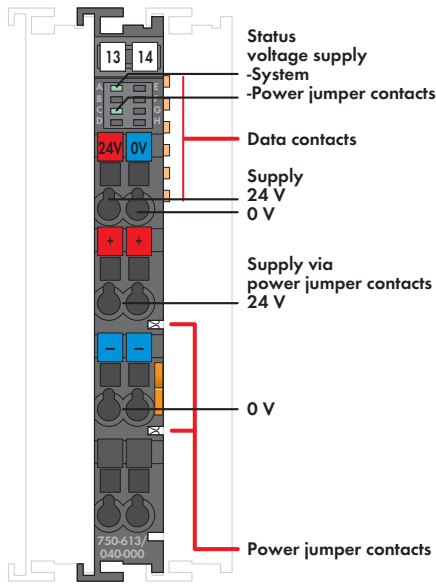 13 14
Status
voltage supply
-System
-Power jumper contacts
A E
B F
C G
D H
Data contacts
24V 0V
Supply
24 V
0 V
+ +
Supply via
power jumper contacts
24 V
– –
0 V
750-613/
040-000
Power jumper contacts